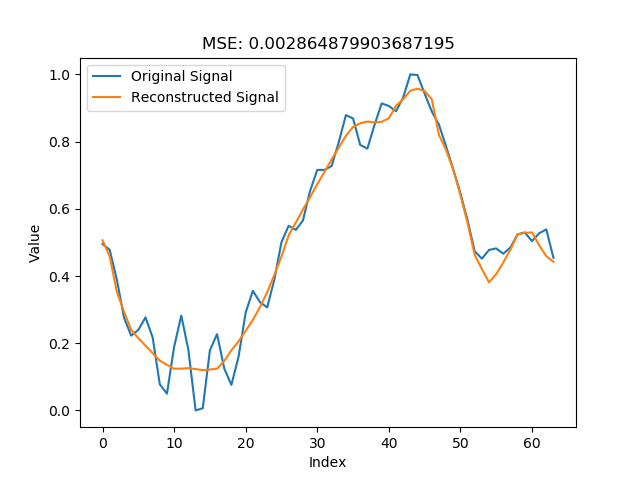 MSE: 0.002864879903687195
Original Signal
Reconstructed Signal
Value
1.0
0.8
0.6
0.4
0.2
0.0
0 10 20 30 40 50 60
Index